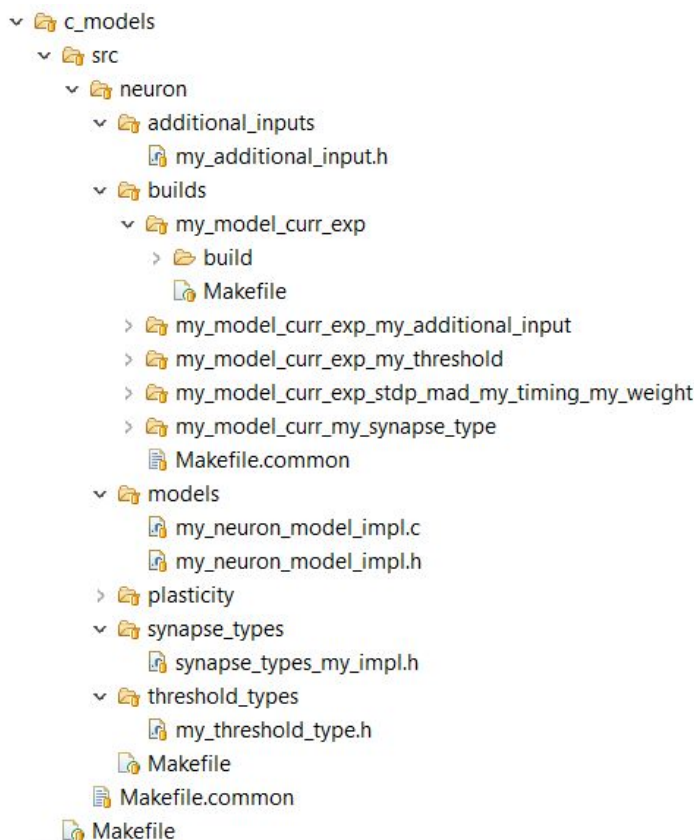 c_models
src
neuron
additional_inputs
my_additional_input.h
builds
my_model_curr_exp
build
Makefile
my_model_curr_exp_my_additional_input
my_model_curr_exp_my_threshold
my_model_curr_exp_stdp_mad_my_timing_my_weight
my_model_curr_my_synapse_type
Makefile.common
models
my_neuron_model_impl.c
my_neuron_model_impl.h
plasticity
synapse_types
synapse_types_my_impl.h
threshold_types
my_threshold_type.h
Makefile
Makefile.common
Makefile